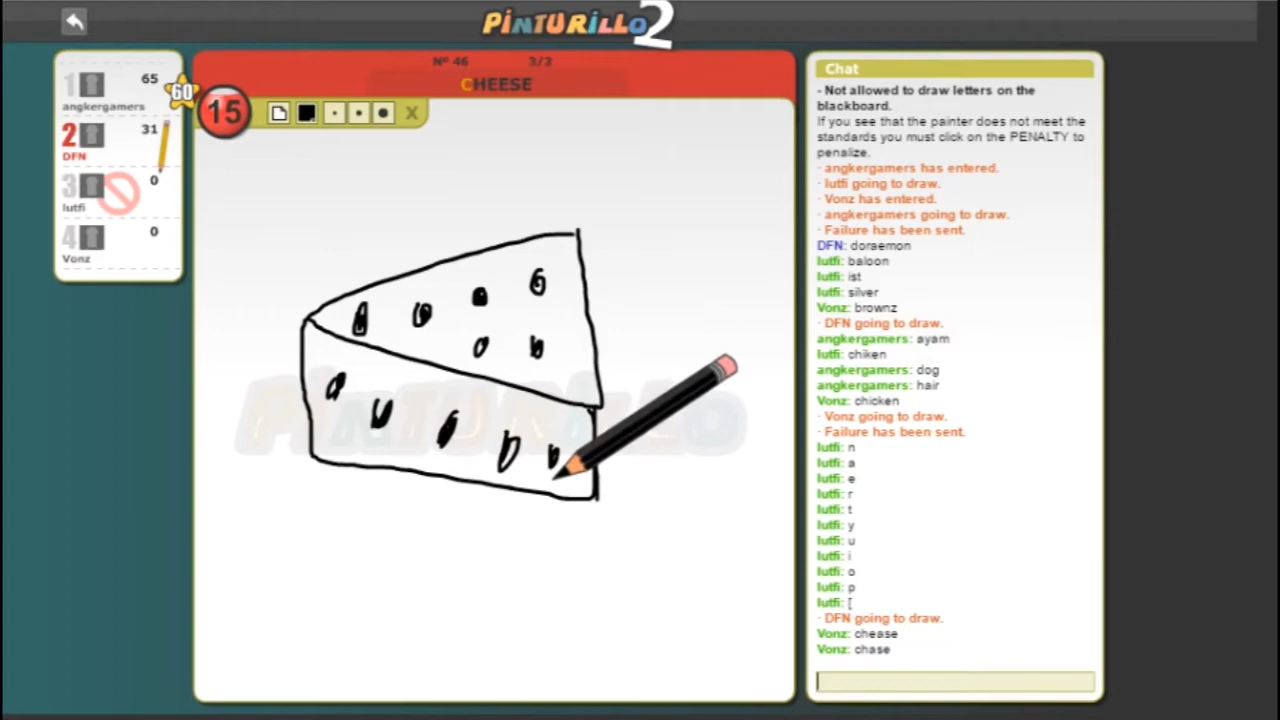 PiNTURiLLO 2
1 65
angkergamers
60
2 31
DFN
3 0
lutfi
4 0
Vonz
Nº 46 3/3
CHEESE
15
X
PiNTURiLLO
Chat
- Not allowed to draw letters on the
blackboard.
If you see that the painter does not meet the
standards you must click on the PENALTY to
penalize.
· angkergamers has entered.
· lutfi going to draw.
· Vonz has entered.
· angkergamers going to draw.
· Failure has been sent.
DFN: doraemon
lutfi: baloon
lutfi: ist
lutfi: silver
Vonz: brownz
· DFN going to draw.
angkergamers: ayam
lutfi: chiken
angkergamers: dog
angkergamers: hair
Vonz: chicken
· Vonz going to draw.
· Failure has been sent.
lutfi: n
lutfi: a
lutfi: e
lutfi: r
lutfi: t
lutfi: y
lutfi: u
lutfi: i
lutfi: o
lutfi: p
lutfi: [
· DFN going to draw.
Vonz: chease
Vonz: chase